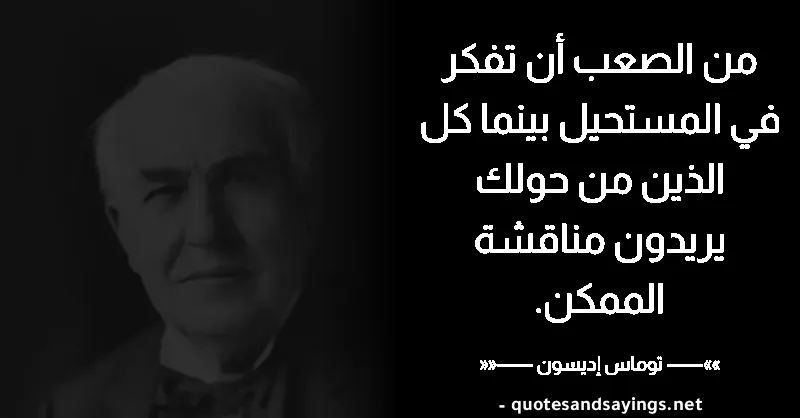 من الصعب أن تفكر
في المستحيل بينما كل
الذين من حولك
يريدون مناقشة
الممكن.
»»—— توماس إديسون ——««
- quotesandsayings.net